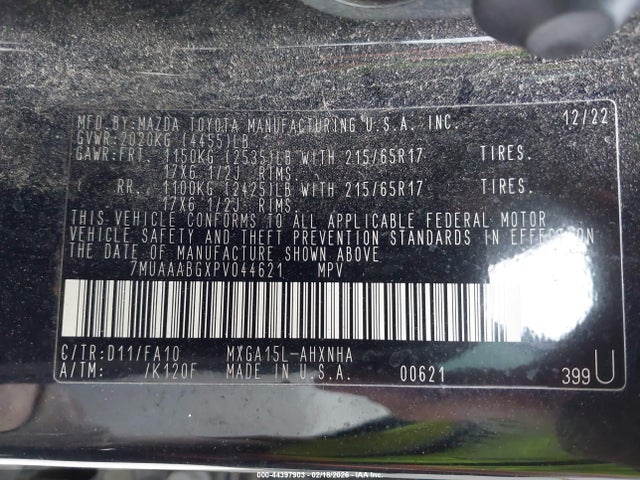 MFD.BY:MAZDA TOYOTA MANUFACTURING U.S.A. INC. 12/22
GVWR:2020KG (4455)LB
GAWR:FRT. 1150KG (2535)LB WITH 215/65R17 TIRES.
17X6 1/2J RIMS.
RR. 1100KG (2425)LB WITH 215/65R17 TIRES.
17X6 1/2J RIMS.
THIS VEHICLE CONFORMS TO ALL APPLICABLE FEDERAL MOTOR
VEHICLE SAFETY AND THEFT PREVENTION STANDARDS IN EFFECT ON
THE DATE OF MANUFACTURE SHOWN ABOVE
7MUAAABGXPV044621 MPV
C/TR:D11/FA10 MXGA15L-AHXNHA
A/TM: /K120F MADE IN U.S.A. 00621 399U
000-44397903 - 02/18/2026 - IAA Inc.